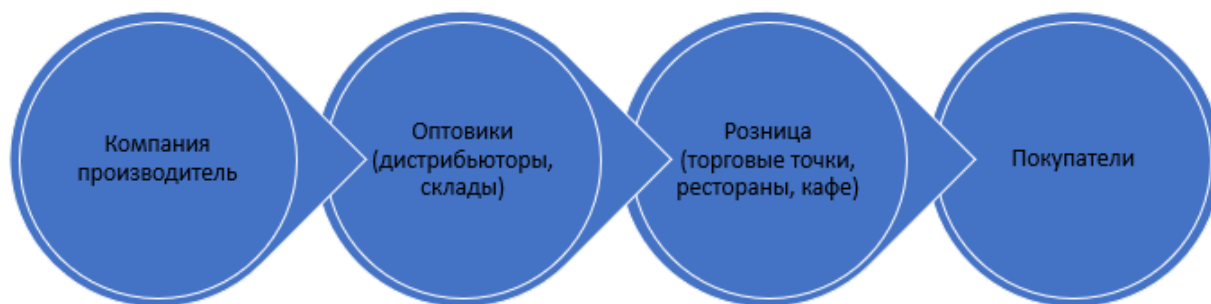 Компания
производитель
Оптовики
(дистрибьюторы,
склады)
Розница
(торговые точки,
рестораны, кафе)
Покупатели